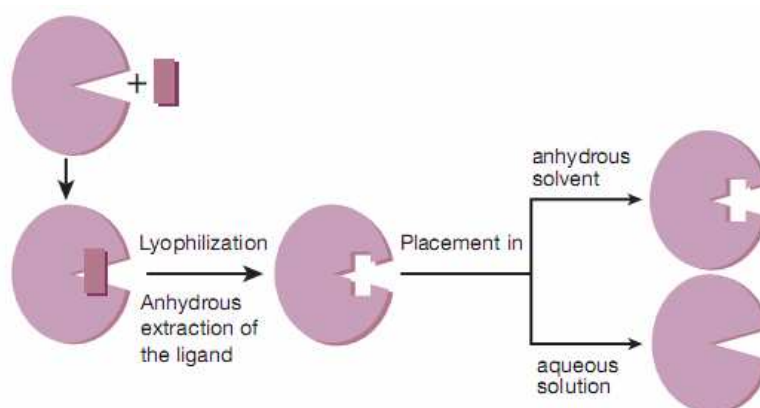 +
anhydrous
solvent
Lyophilization
Placement in
Anhydrous
extraction of
the ligand
aqueous
solution